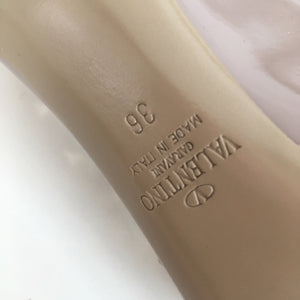 VALENTINO
GARAVANI
MADE IN ITALY
36